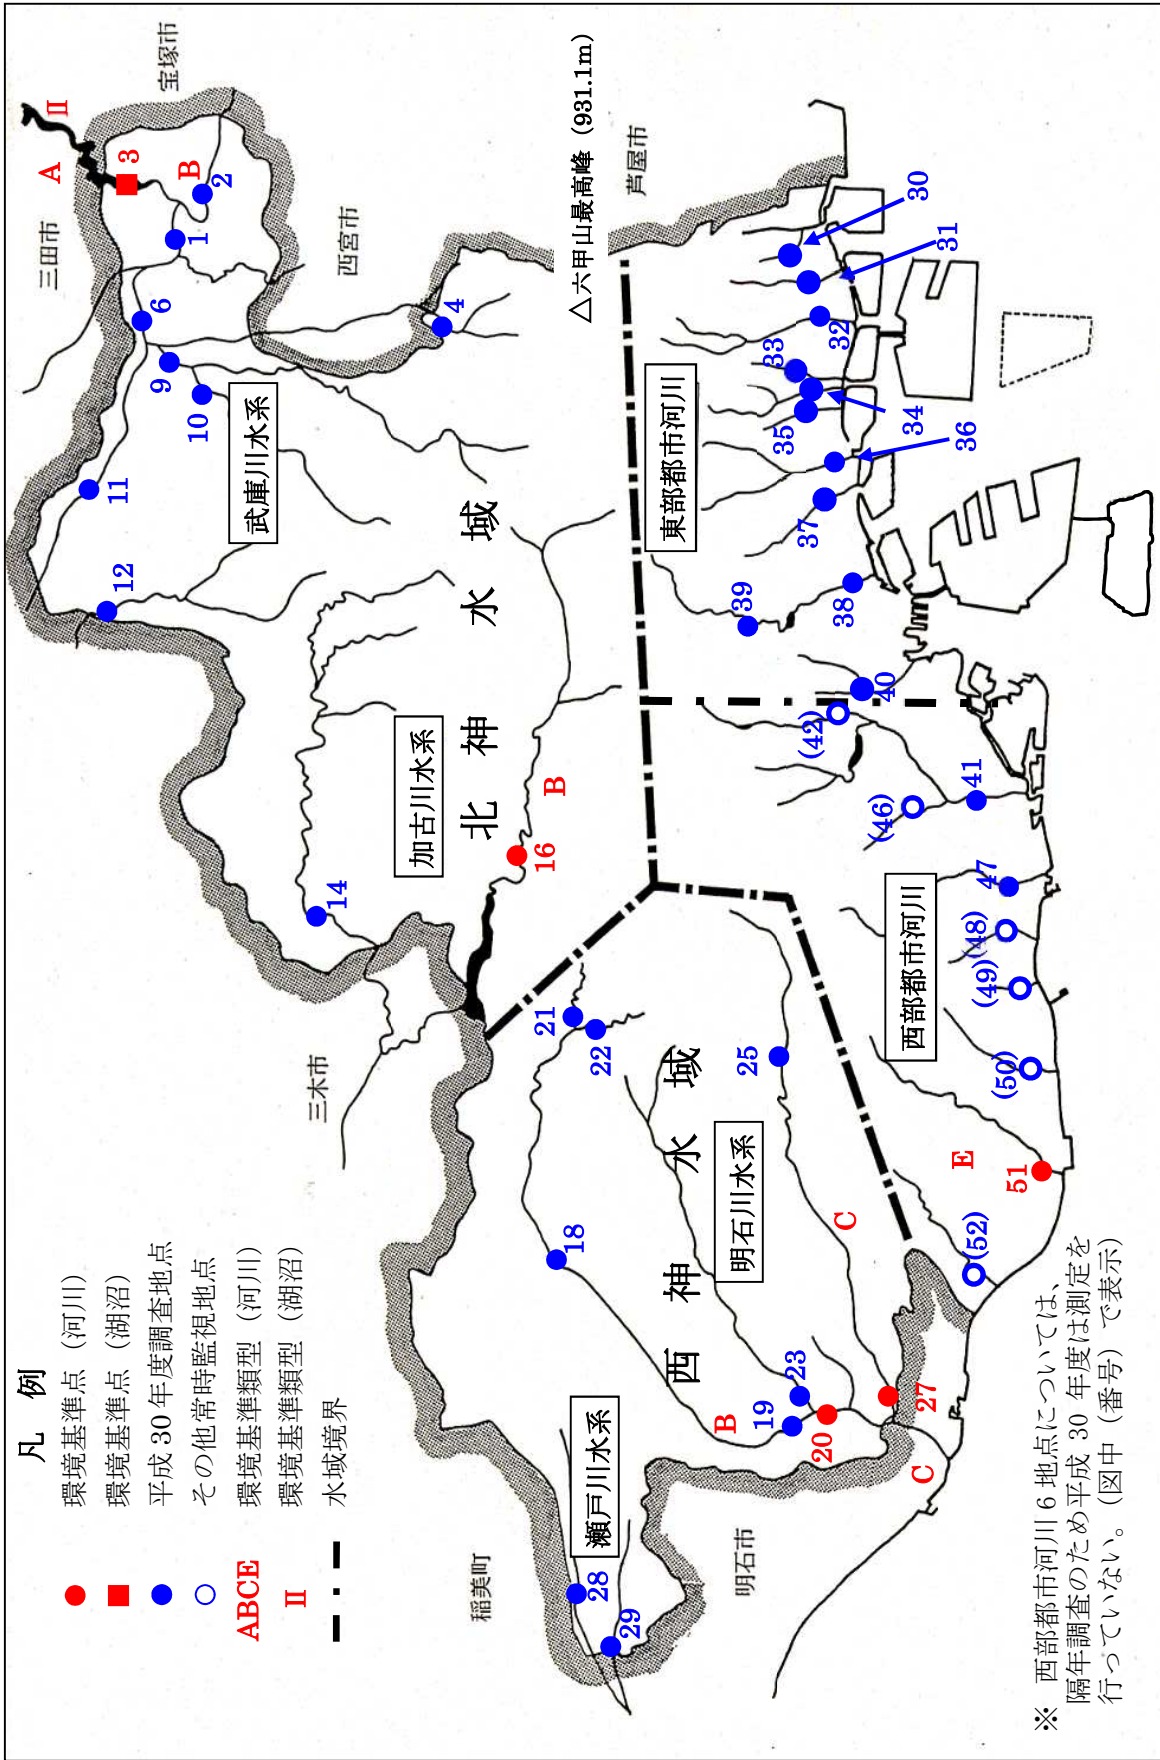 凡 例
環境基準点（河川）
環境基準点（湖沼）
平成 30 年度調査地点
その他常時監視地点
ABCE 環境基準類型（河川）
II 環境基準類型（湖沼）
水域境界
稲美町
明石市
三木市
三田市
宝塚市
西宮市
芦屋市
△六甲山最高峰（931.1m）
瀬戸川水系
明石川水系
加古川水系
武庫川水系
東部都市河川
西部都市河川
北神水域
西神水域
A
II
3
B
2
1
6
4
9
10
11
12
14
16
B
18
19
20
21
22
23
25
27
28
29
B
C
C
E
30
31
32
33
34
35
36
37
38
39
40
41
(42)
(46)
47
(48)
(49)
(50)
51
(52)
※ 西部都市河川 6 地点については、
隔年調査のため平成 30 年度は測定を
行っていない。（図中（番号）で表示）